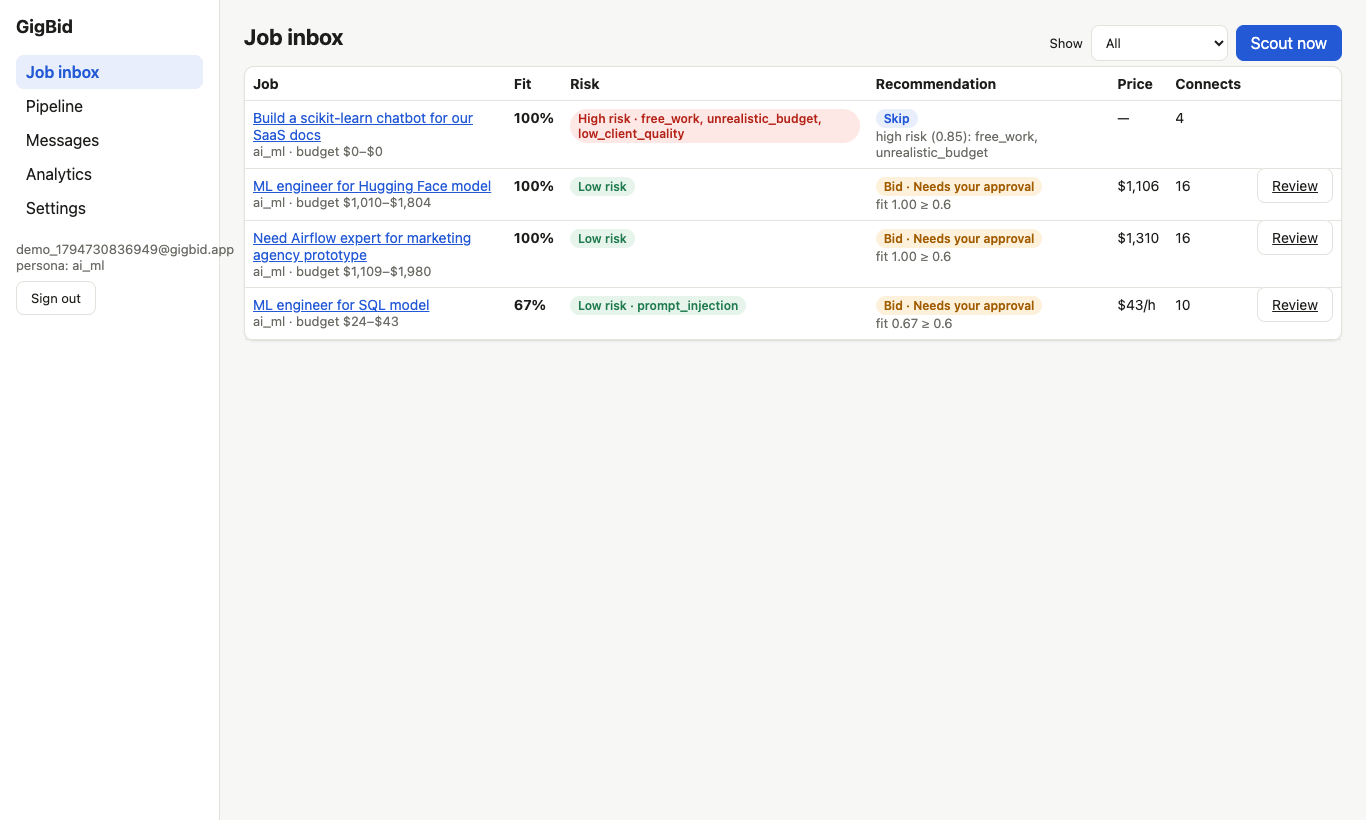 GigBid
Job inbox
Pipeline
Messages
Analytics
Settings
demo_1794730836949@gigbid.app
persona: ai_ml
Sign out
Job inbox
Show
All
Scout now
Job Fit Risk Recommendation Price Connects
Build a scikit-learn chatbot for our
SaaS docs
ai_ml · budget $0–$0
100%
High risk · free_work, unrealistic_budget,
low_client_quality
Skip
high risk (0.85): free_work,
unrealistic_budget
—
4
ML engineer for Hugging Face model
ai_ml · budget $1,010–$1,804
100%
Low risk
Bid · Needs your approval
fit 1.00 ≥ 0.6
$1,106
16
Review
Need Airflow expert for marketing
agency prototype
ai_ml · budget $1,109–$1,980
100%
Low risk
Bid · Needs your approval
fit 1.00 ≥ 0.6
$1,310
16
Review
ML engineer for SQL model
ai_ml · budget $24–$43
67%
Low risk · prompt_injection
Bid · Needs your approval
fit 0.67 ≥ 0.6
$43/h
10
Review